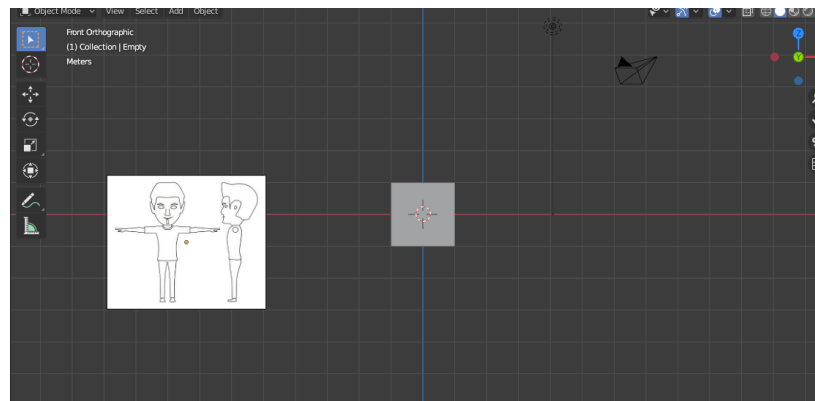 Object Mode View Select Add Object
Front Orthographic
(1) Collection | Empty
Meters
Z
Y